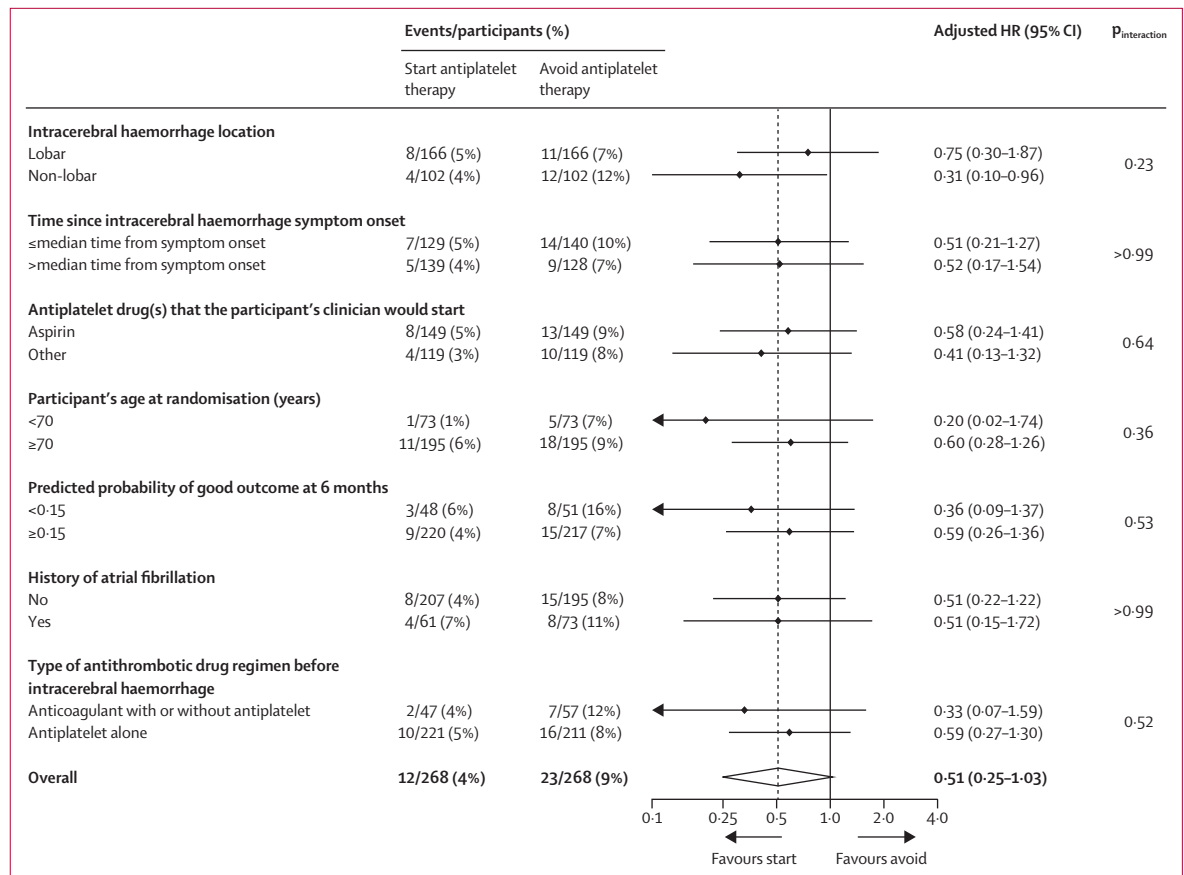 Events/participants (%) Adjusted HR (95% CI) pinteraction
Start antiplatelet therapy Avoid antiplatelet therapy
Intracerebral haemorrhage location
Lobar 8/166 (5%) 11/166 (7%) 0·75 (0·30–1·87)
0·23
Non-lobar 4/102 (4%) 12/102 (12%) 0·31 (0·10–0·96)
Time since intracerebral haemorrhage symptom onset
≤median time from symptom onset 7/129 (5%) 14/140 (10%) 0·51 (0·21–1·27)
>0·99
>median time from symptom onset 5/139 (4%) 9/128 (7%) 0·52 (0·17–1·54)
Antiplatelet drug(s) that the participant's clinician would start
Aspirin 8/149 (5%) 13/149 (9%) 0·58 (0·24–1·41)
0·64
Other 4/119 (3%) 10/119 (8%) 0·41 (0·13–1·32)
Participant's age at randomisation (years)
<70 1/73 (1%) 5/73 (7%) 0·20 (0·02–1·74)
0·36
≥70 11/195 (6%) 18/195 (9%) 0·60 (0·28–1·26)
Predicted probability of good outcome at 6 months
<0·15 3/48 (6%) 8/51 (16%) 0·36 (0·09–1·37)
0·53
≥0·15 9/220 (4%) 15/217 (7%) 0·59 (0·26–1·36)
History of atrial fibrillation
No 8/207 (4%) 15/195 (8%) 0·51 (0·22–1·22)
>0·99
Yes 4/61 (7%) 8/73 (11%) 0·51 (0·15–1·72)
Type of antithrombotic drug regimen before
intracerebral haemorrhage
Anticoagulant with or without antiplatelet 2/47 (4%) 7/57 (12%) 0·33 (0·07–1·59)
0·52
Antiplatelet alone 10/221 (5%) 16/211 (8%) 0·59 (0·27–1·30)
Overall 12/268 (4%) 23/268 (9%) 0·51 (0·25–1·03)
0·1 0·25 0·5 1·0 2·0 4·0
Favours start Favours avoid